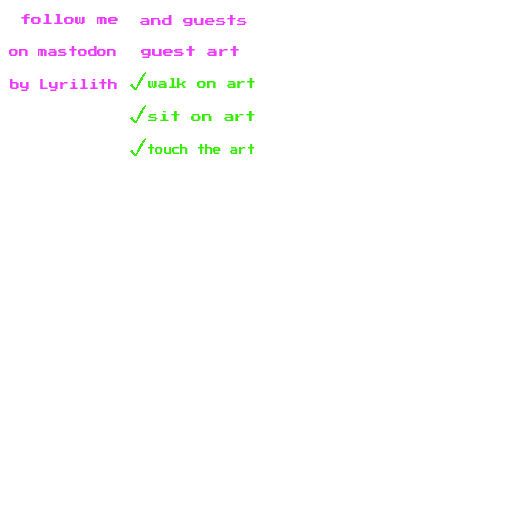 follow me
on mastodon
by Lyrilith
and guests
guest art
✓walk on art
✓sit on art
✓touch the art